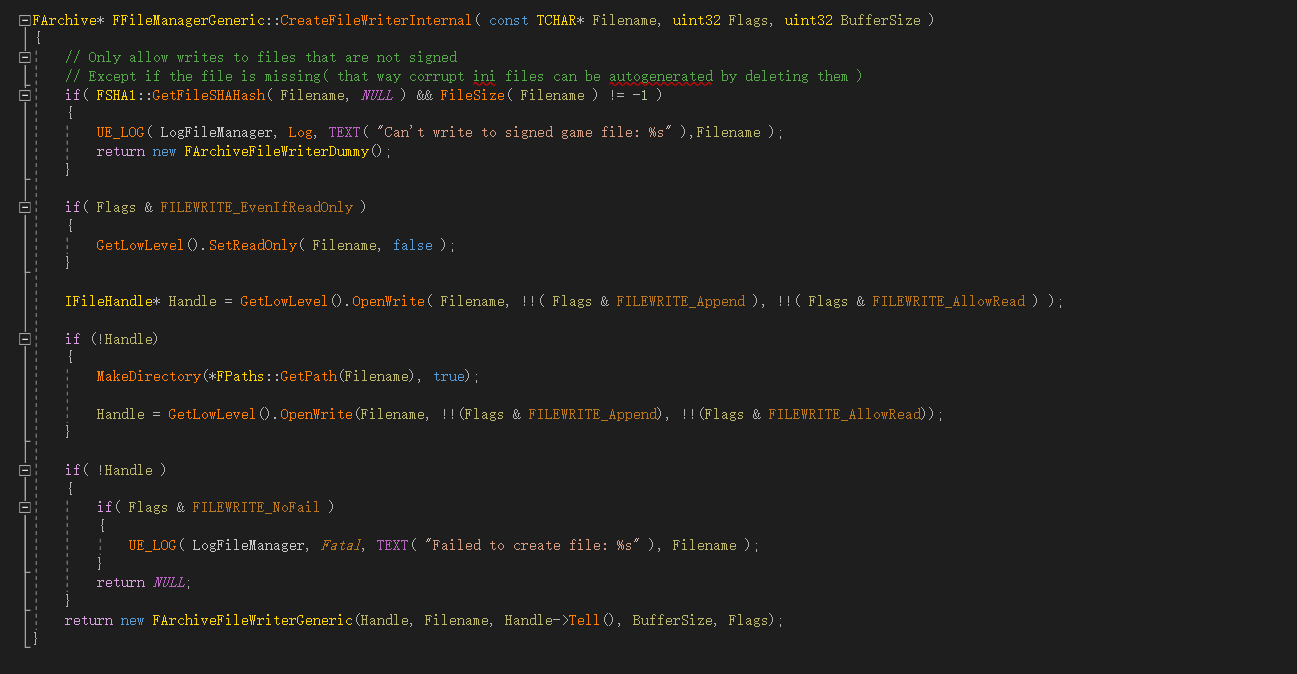 FArchive* FFileManagerGeneric::CreateFileWriterInternal( const TCHAR* Filename, uint32 Flags, uint32 BufferSize )
{
// Only allow writes to files that are not signed
// Except if the file is missing( that way corrupt ini files can be autogenerated by deleting them )
if( FSHA1::GetFileSHAHash( Filename, NULL ) && FileSize( Filename ) != -1 )
{
UE_LOG( LogFileManager, Log, TEXT( "Can't write to signed game file: %s" ),Filename );
return new FArchiveFileWriterDummy();
}
if( Flags & FILEWRITE_EvenIfReadOnly )
{
GetLowLevel().SetReadOnly( Filename, false );
}
IFileHandle* Handle = GetLowLevel().OpenWrite( Filename, !!( Flags & FILEWRITE_Append ), !!( Flags & FILEWRITE_AllowRead ) );
if (!Handle)
{
MakeDirectory(*FPaths::GetPath(Filename), true);
Handle = GetLowLevel().OpenWrite(Filename, !!(Flags & FILEWRITE_Append), !!(Flags & FILEWRITE_AllowRead));
}
if( !Handle )
{
if( Flags & FILEWRITE_NoFail )
{
UE_LOG( LogFileManager, Fatal, TEXT( "Failed to create file: %s" ), Filename );
}
return NULL;
}
return new FArchiveFileWriterGeneric(Handle, Filename, Handle->Tell(), BufferSize, Flags);
}